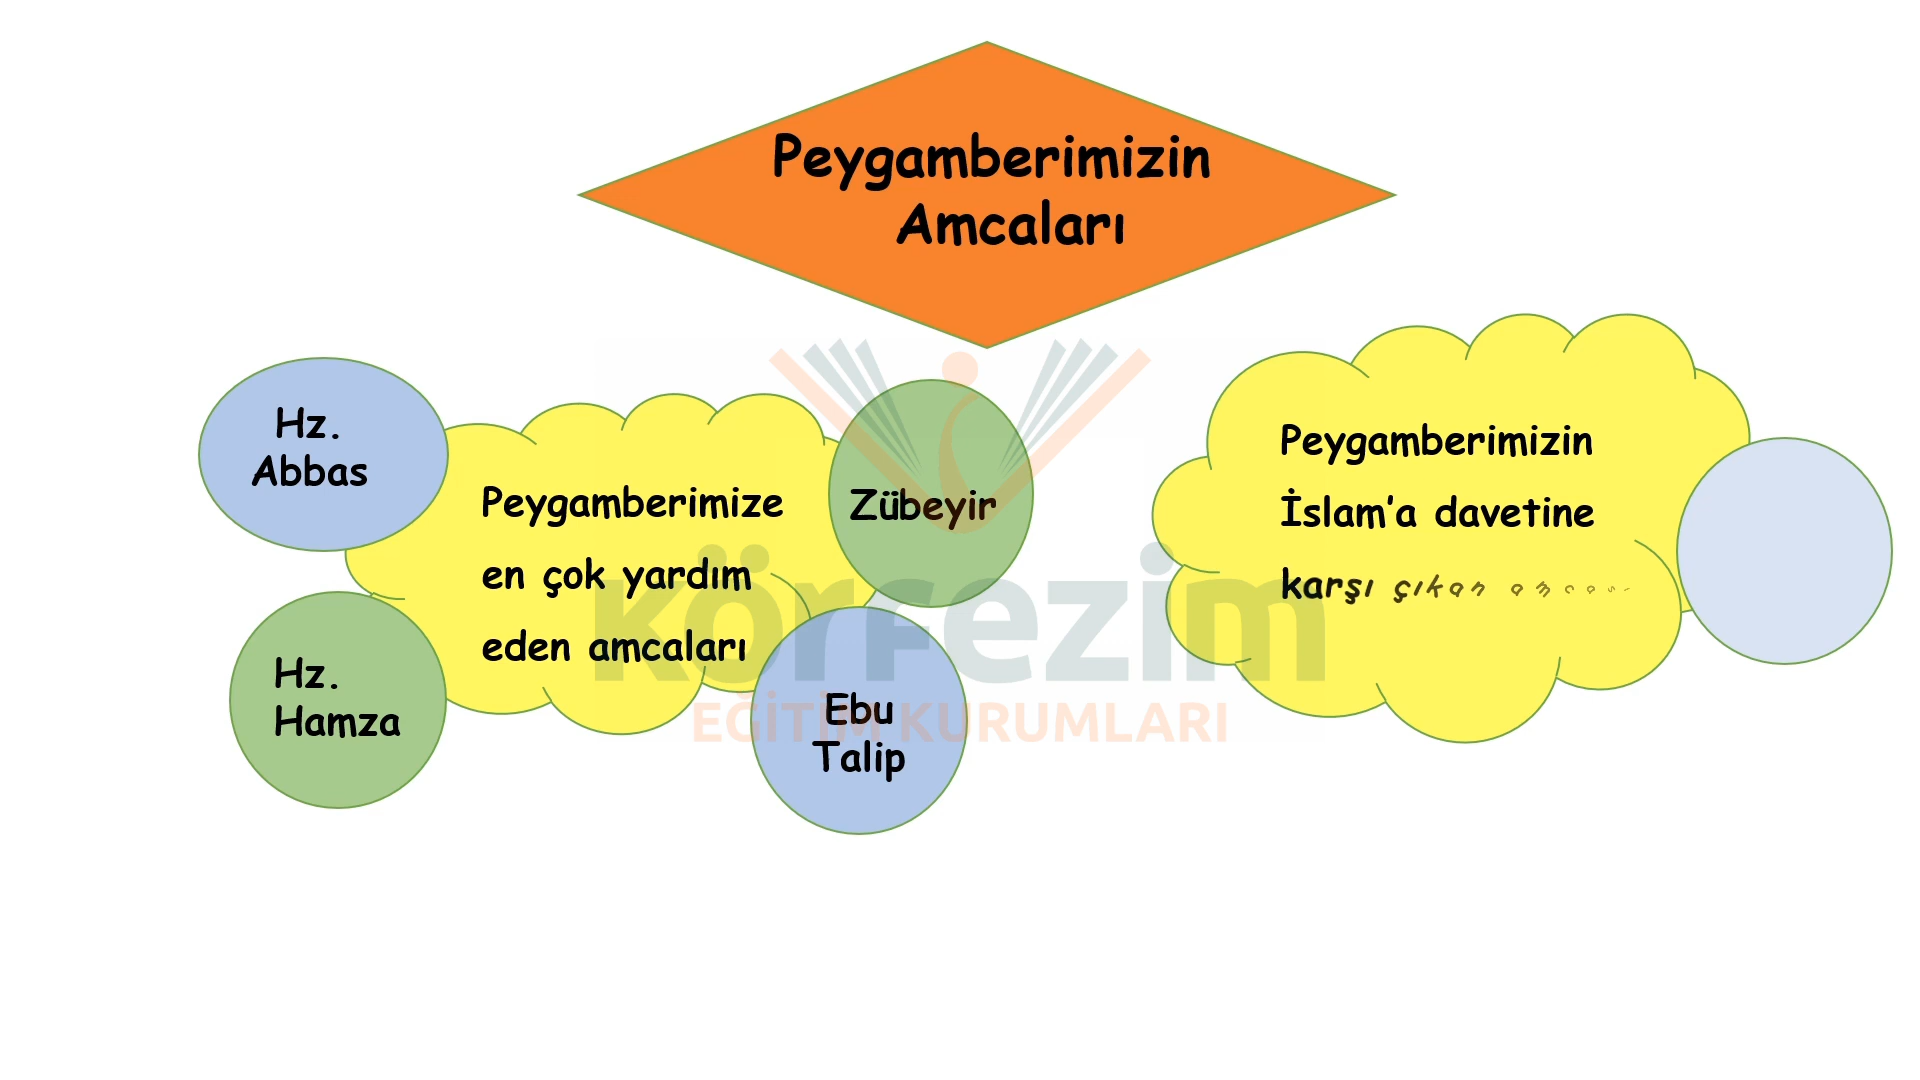 Peygamberimizin
Amcaları
Hz.
Abbas
Peygamberimize
en çok yardım
eden amcaları
Zübeyir
Hz.
Hamza
Ebu
Talip
Peygamberimizin
İslam’a davetine
karşı çıkan amcası
körfezim
EĞİTİM KURUMLARI